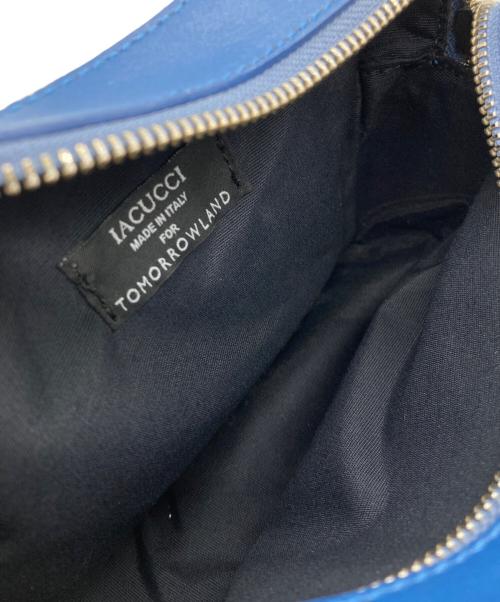 IACUCCI
MADE IN ITALY
FOR
TOMORROWLAND